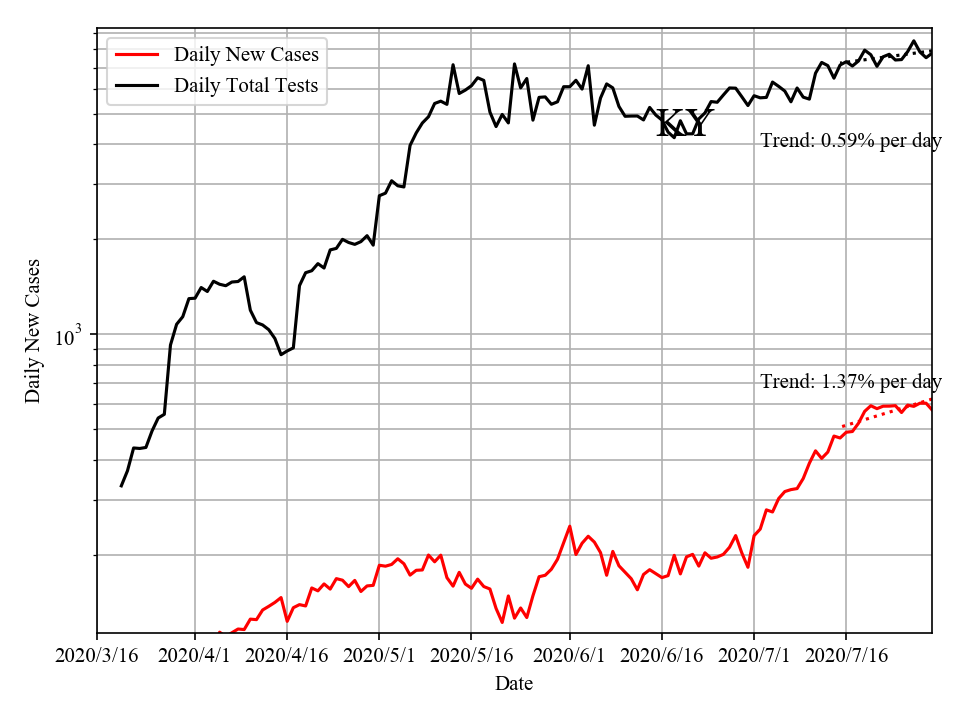 Daily New Cases
Daily Total Tests
KY
Trend: 0.59% per day
Daily New Cases
10^3
Trend: 1.37% per day
2020/3/16 2020/4/1 2020/4/16 2020/5/1 2020/5/16 2020/6/1 2020/6/16 2020/7/1 2020/7/16
Date